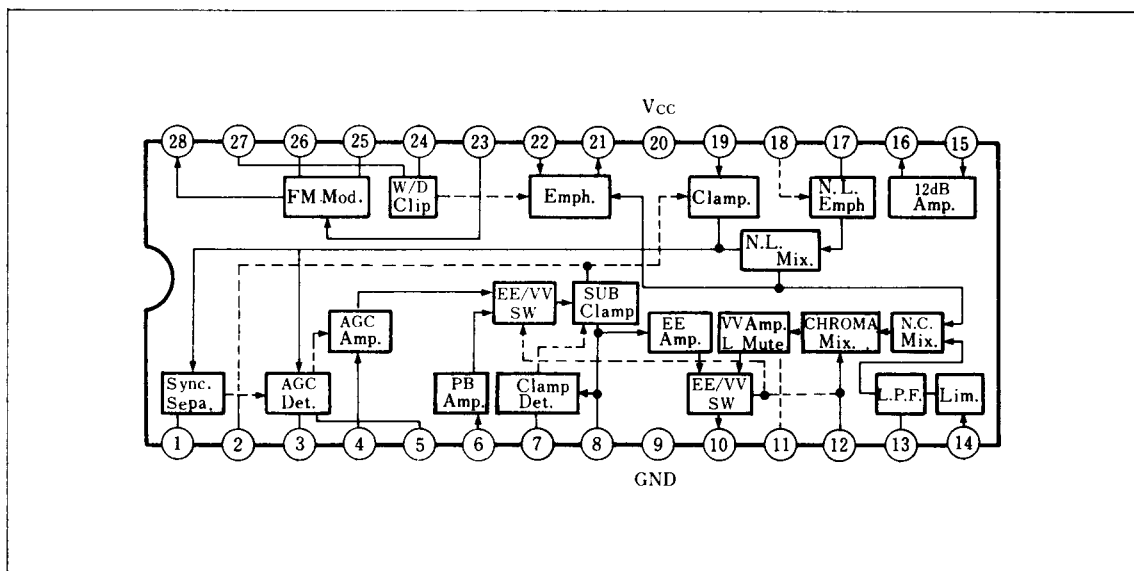 VCC
28 27 26 25 24 23 22 21 20 19 18 17 16 15
FM Mod.
W/D
Clip
Emph.
Clamp.
N.L.
Emph
12dB
Amp.
N.L.
Mix.
EE/VV
SW
SUB
Clamp
AGC
Amp.
EE
Amp.
VV Amp.
L Mute
CHROMA
Mix.
N.C.
Mix.
Sync.
Sepa.
AGC
Det.
PB
Amp.
Clamp
Det.
EE/VV
SW
L.P.F.
Lim.
1 2 3 4 5 6 7 8 9 10 11 12 13 14
GND